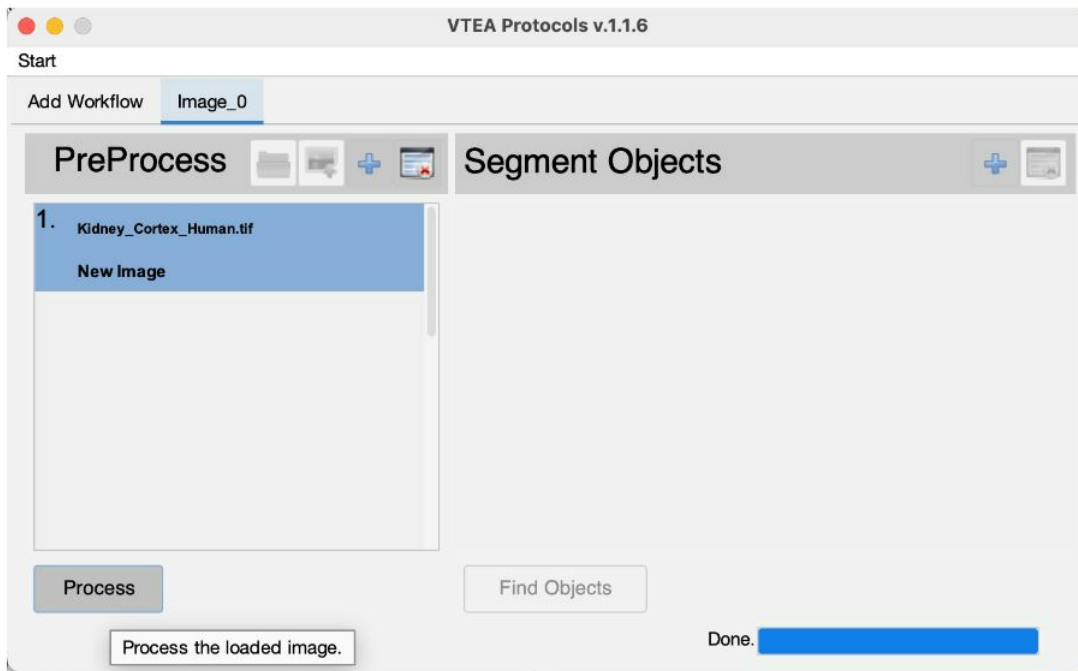 VTEA Protocols v.1.1.6
Start
Add Workflow Image_0
PreProcess Segment Objects
1. Kidney_Cortex_Human.tif
New Image
Process Find Objects
Process the loaded image. Done.